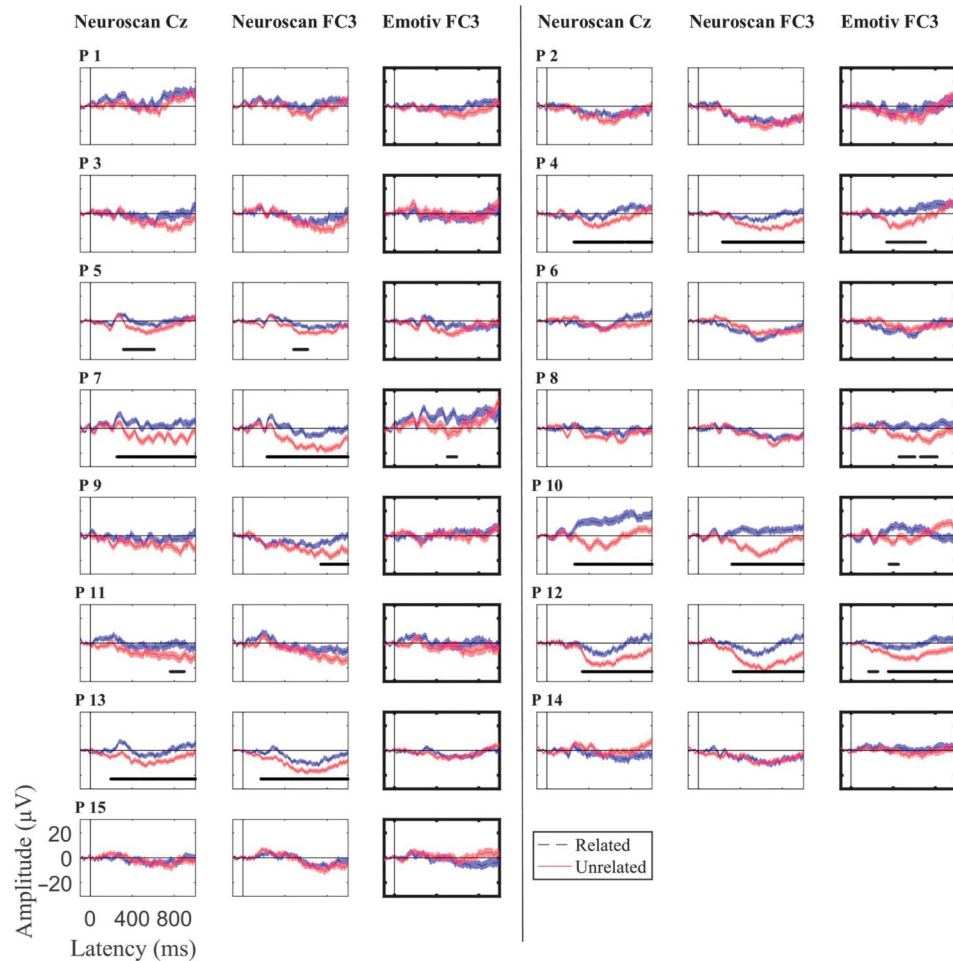 Neuroscan Cz Neuroscan FC3 Emotiv FC3 Neuroscan Cz Neuroscan FC3 Emotiv FC3
P 1 P 2
P 3 P 4
P 5 P 6
P 7 P 8
P 9 P 10
P 11 P 12
P 13 P 14
P 15
Amplitude (µV)
20
0
−20
0 400 800
Latency (ms)
Related
Unrelated